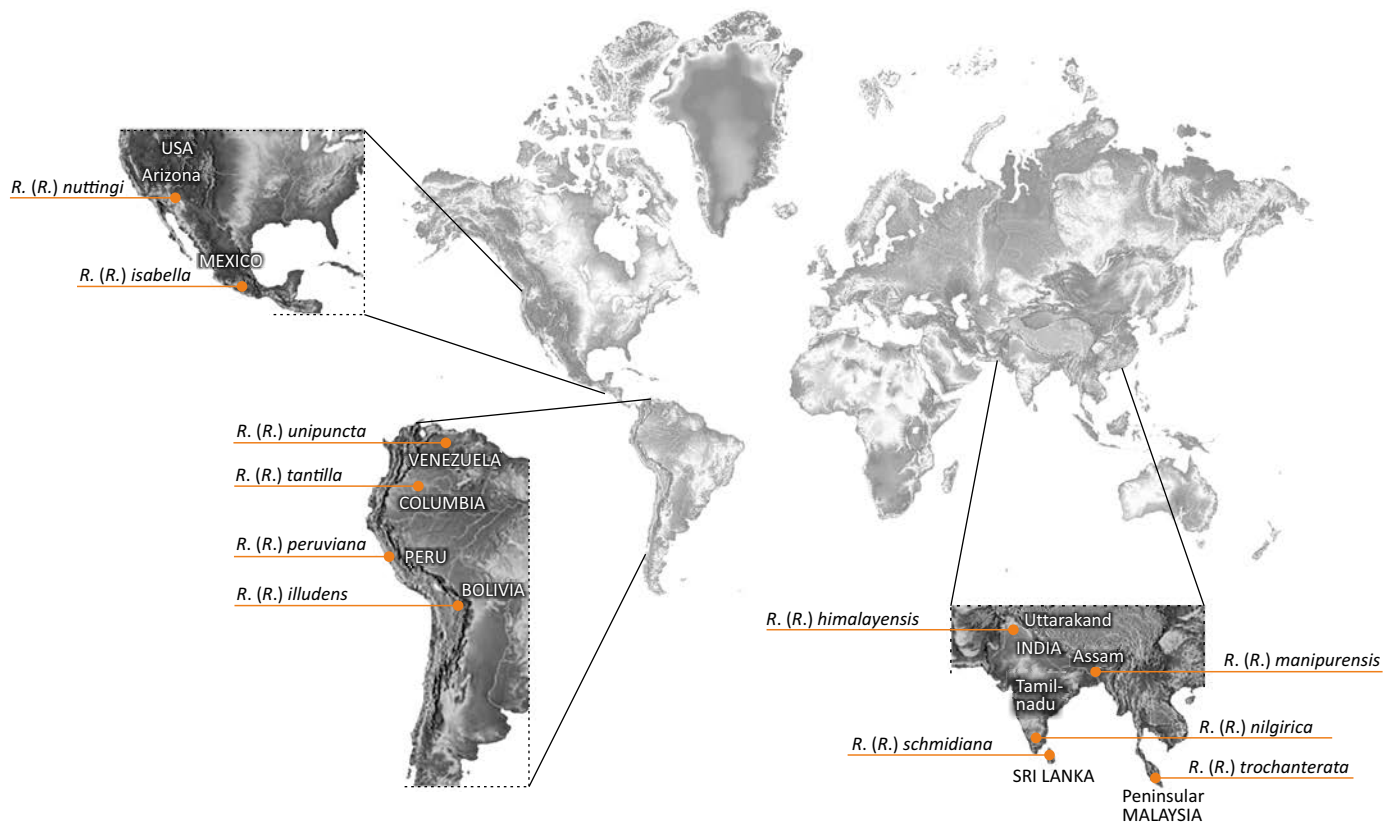 USA
Arizona
R. (R.) nuttingi
MEXICO
R. (R.) isabella
R. (R.) unipuncta
VENEZUELA
R. (R.) tantilla
COLUMBIA
R. (R.) peruviana
PERU
R. (R.) illudens
BOLIVIA
R. (R.) himalayensis
Uttarakand
INDIA
Assam
R. (R.) manipurensis
Tamil-
nadu
R. (R.) nilgirica
R. (R.) schmidiana
SRI LANKA
R. (R.) trochanterata
Peninsular
MALAYSIA